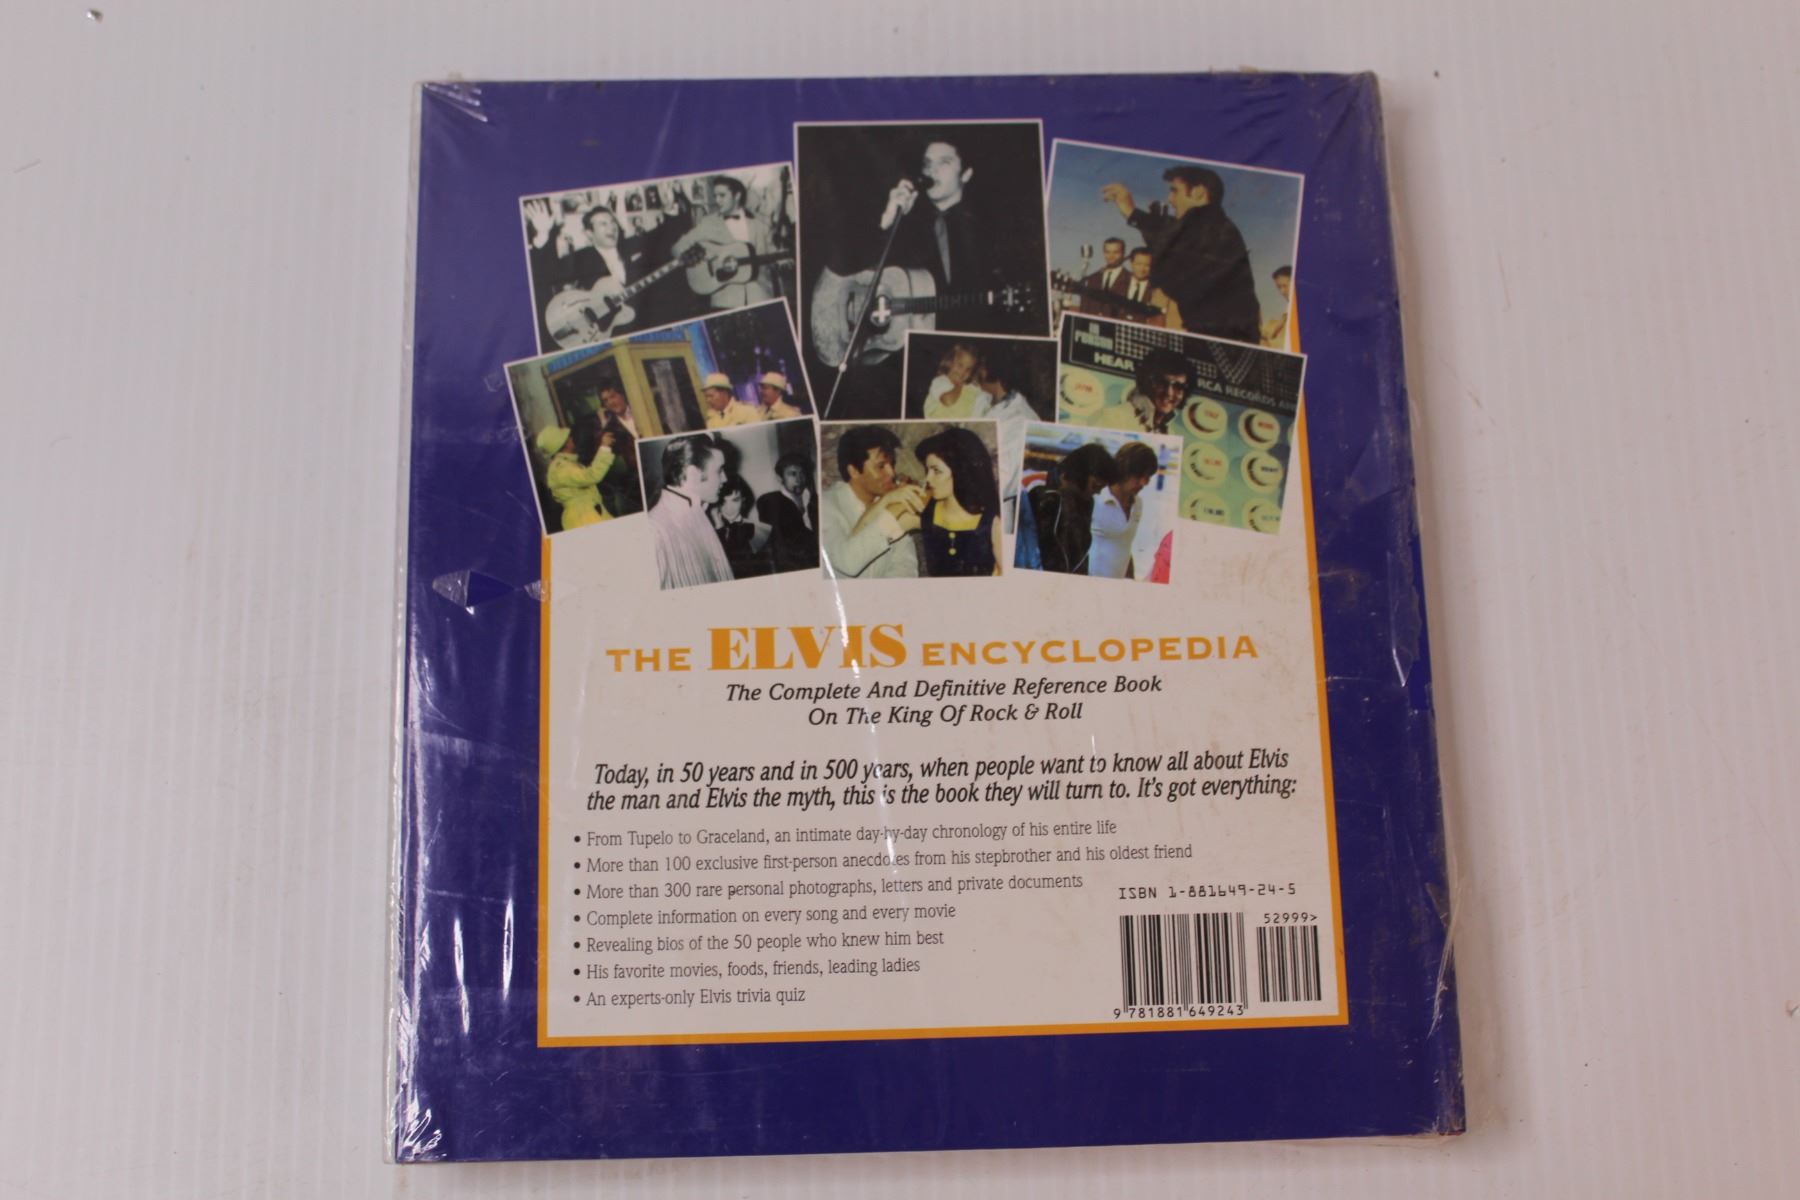 HEAR
RCA RECORDS
THE ELVIS ENCYCLOPEDIA
The Complete And Definitive Reference Book
On The King Of Rock & Roll
Today, in 50 years and in 500 years, when people want to know all about Elvis
the man and Elvis the myth, this is the book they will turn to. It's got everything:
• From Tupelo to Graceland, an intimate day-by-day chronology of his entire life
• More than 100 exclusive first-person anecdotes from his stepbrother and his oldest friend
• More than 300 rare personal photographs, letters and private documents
• Complete information on every song and every movie
• Revealing bios of the 50 people who knew him best
• His favorite movies, foods, friends, leading ladies
• An experts-only Elvis trivia quiz
ISBN 1-881649-24-5
52999>
9 781881 649243